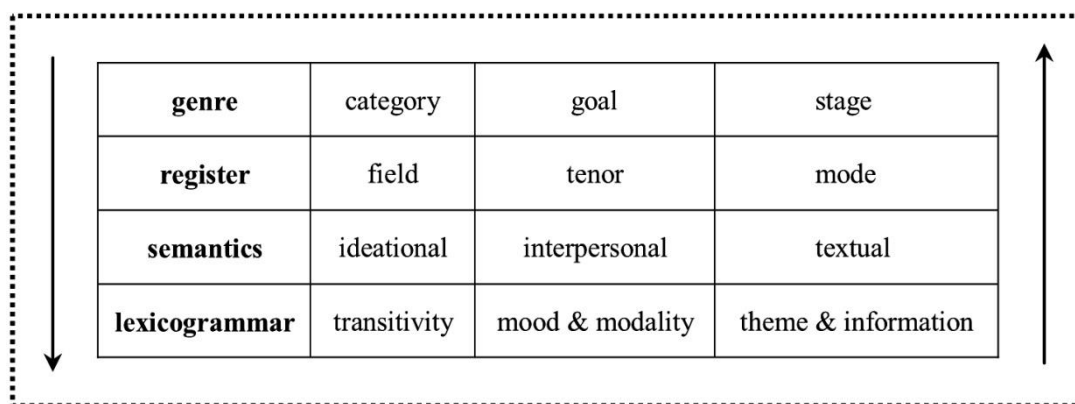 genre category goal stage
register field tenor mode
semantics ideational interpersonal textual
lexicogrammar transitivity mood & modality theme & information